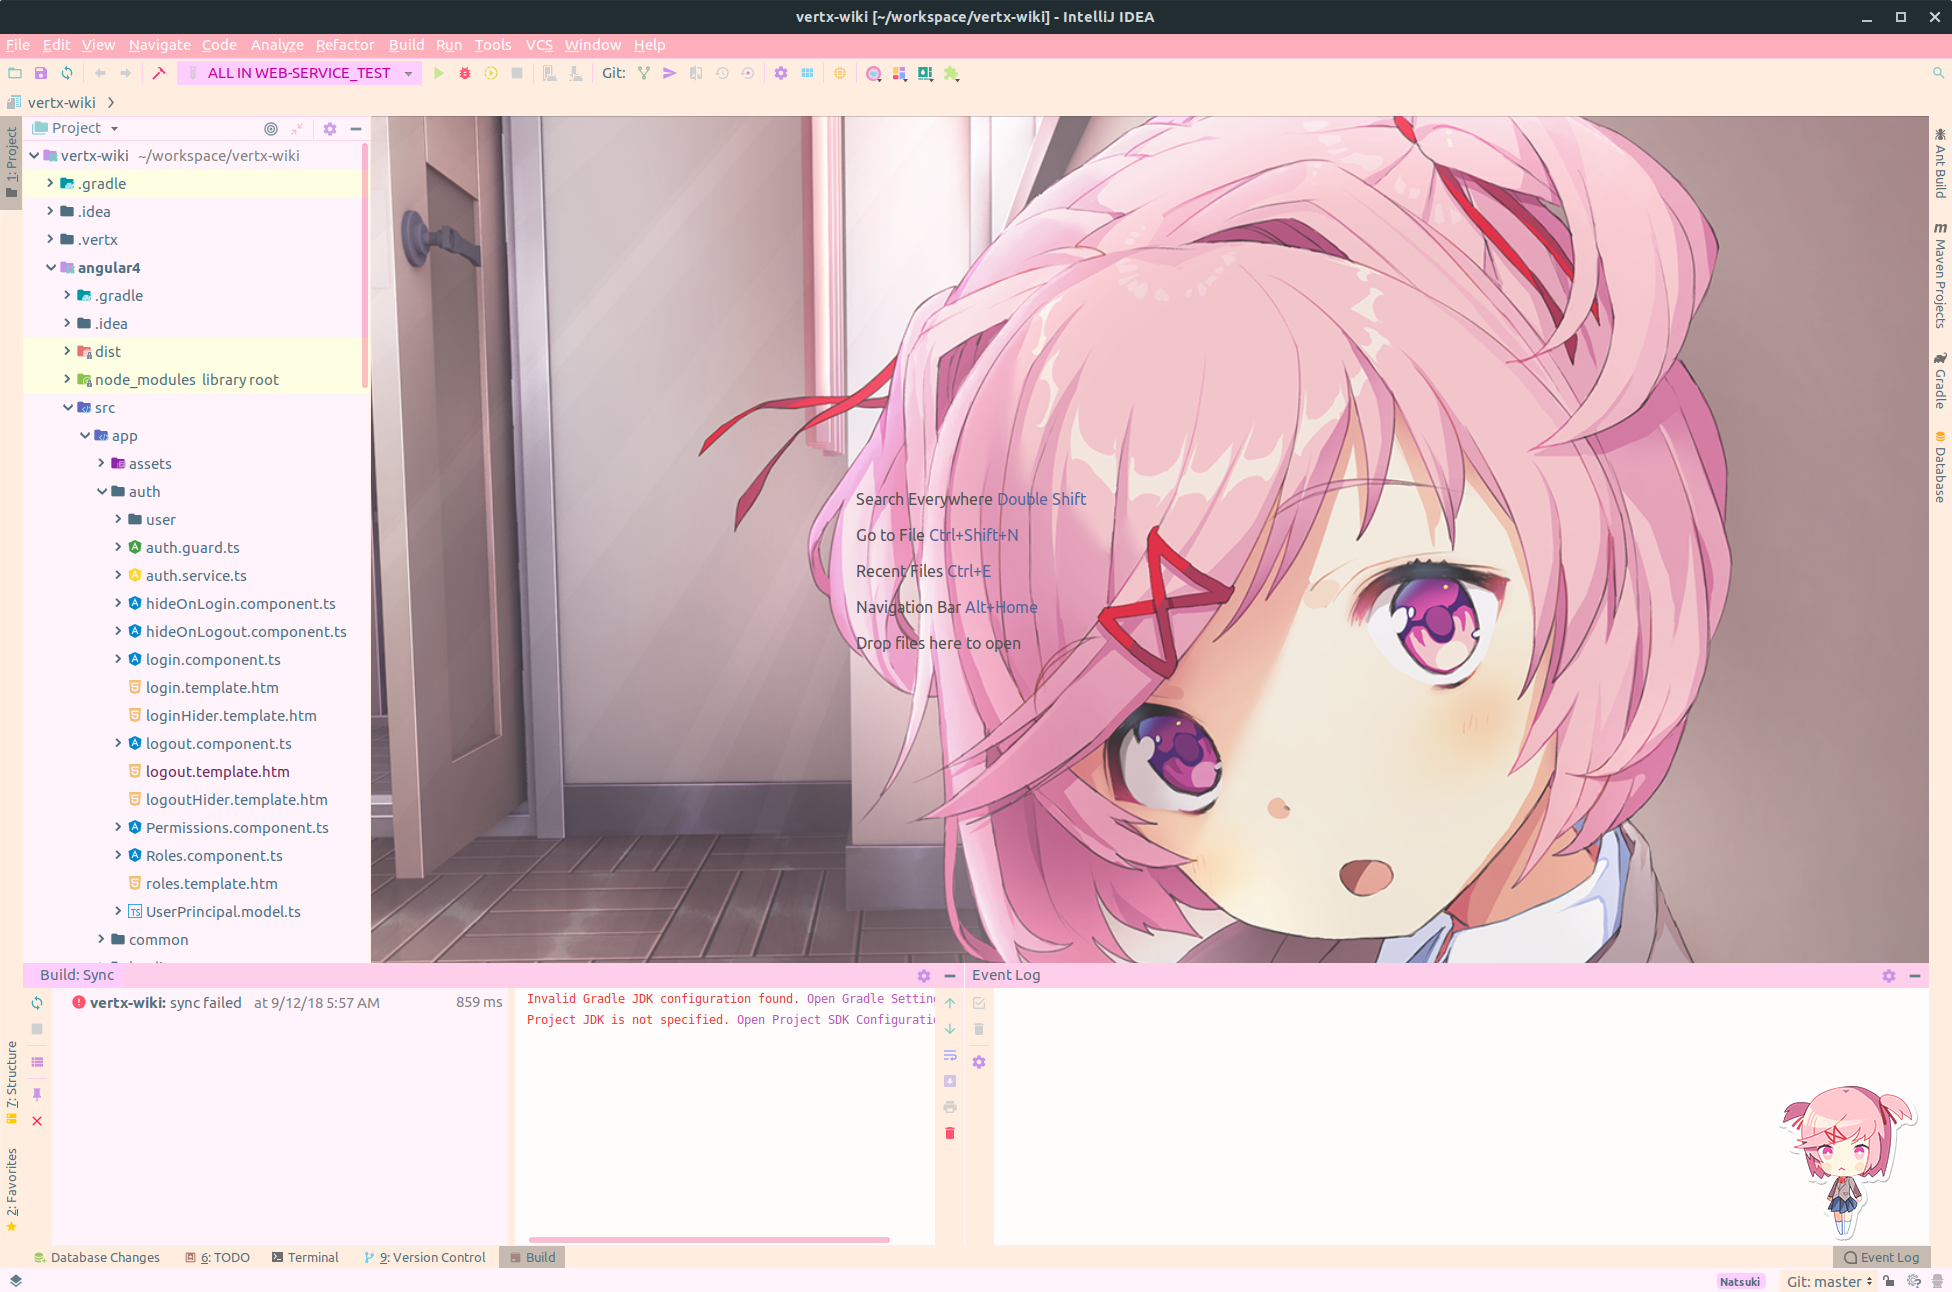 vertx-wiki [~/workspace/vertx-wiki] - IntelliJ IDEA
File Edit View Navigate Code Analyze Refactor Build Run Tools VCS Window Help
ALL IN WEB-SERVICE_TEST Git:
vertx-wiki
1: Project
Project
vertx-wiki ~/workspace/vertx-wiki
.gradle
.idea
.vertx
angular4
.gradle
.idea
dist
node_modules library root
src
app
assets
auth
user
auth.guard.ts
auth.service.ts
hideOnLogin.component.ts
hideOnLogout.component.ts
login.component.ts
login.template.htm
loginHider.template.htm
logout.component.ts
logout.template.htm
logoutHider.template.htm
Permissions.component.ts
Roles.component.ts
roles.template.htm
UserPrincipal.model.ts
common
Search Everywhere Double Shift
Go to File Ctrl+Shift+N
Recent Files Ctrl+E
Navigation Bar Alt+Home
Drop files here to open
Ant Build
m Maven Projects
Gradle
Database
Build: Sync
vertx-wiki: sync failed at 9/12/18 5:57 AM 859 ms
Invalid Gradle JDK configuration found. Open Gradle Settin
Project JDK is not specified. Open Project SDK Configurati
Event Log
7: Structure
2: Favorites
Database Changes 6: TODO Terminal 9: Version Control Build Event Log
Natsuki Git: master